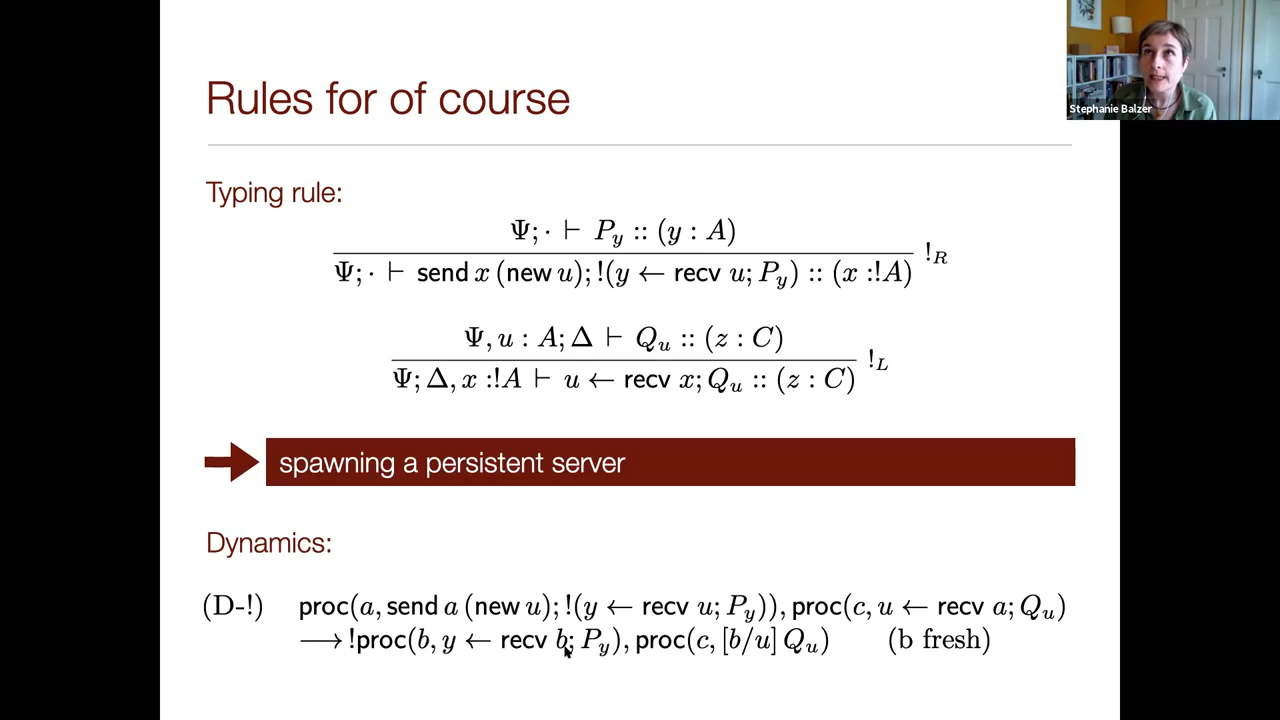 Rules for of course
Stephanie Balzer
Typing rule:
Ψ; · ⊢ P_y :: (y : A)
Ψ; · ⊢ send x (new u); !(y ← recv u; P_y) :: (x :!A) !_R
Ψ, u : A; Δ ⊢ Q_u :: (z : C)
Ψ; Δ, x :!A ⊢ u ← recv x; Q_u :: (z : C) !_L
spawning a persistent server
Dynamics:
(D-!) proc(a, send a (new u); !(y ← recv u; P_y)), proc(c, u ← recv a; Q_u)
⟶ !proc(b, y ← recv b; P_y), proc(c, [b/u] Q_u) (b fresh)